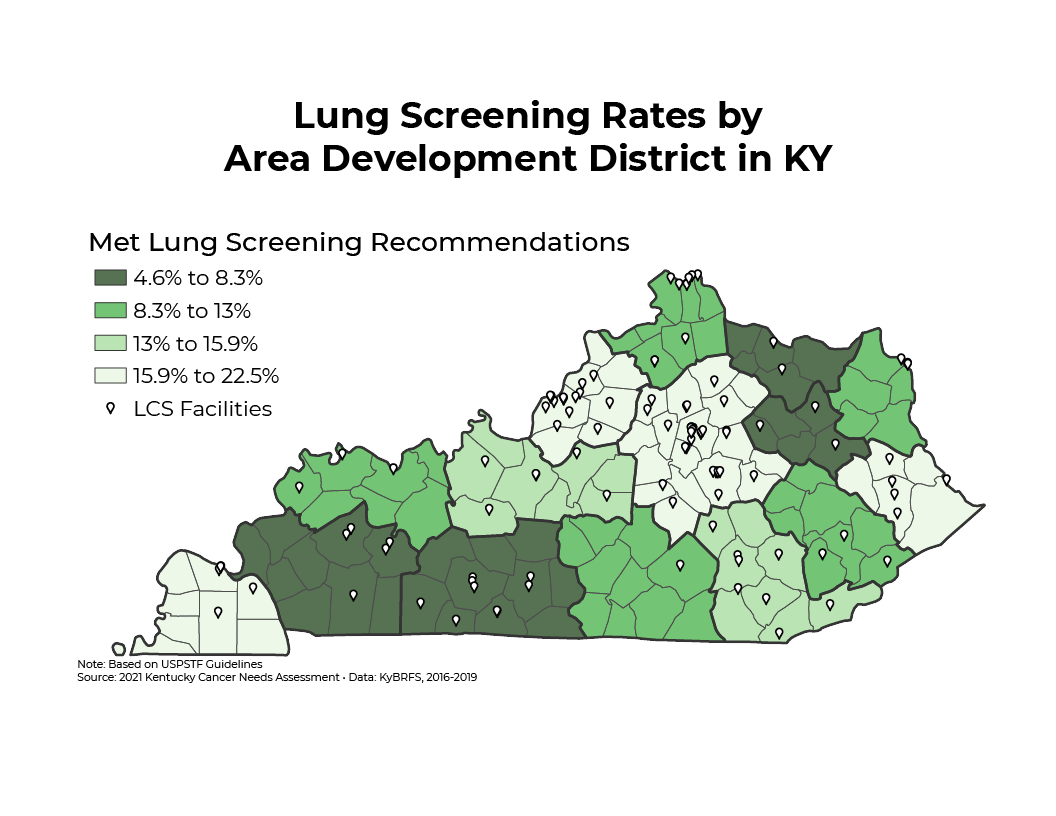 Lung Screening Rates by
Area Development District in KY
Met Lung Screening Recommendations
4.6% to 8.3%
8.3% to 13%
13% to 15.9%
15.9% to 22.5%
LCS Facilities
Note: Based on USPSTF Guidelines
Source: 2021 Kentucky Cancer Needs Assessment • Data: KyBRFS, 2016-2019